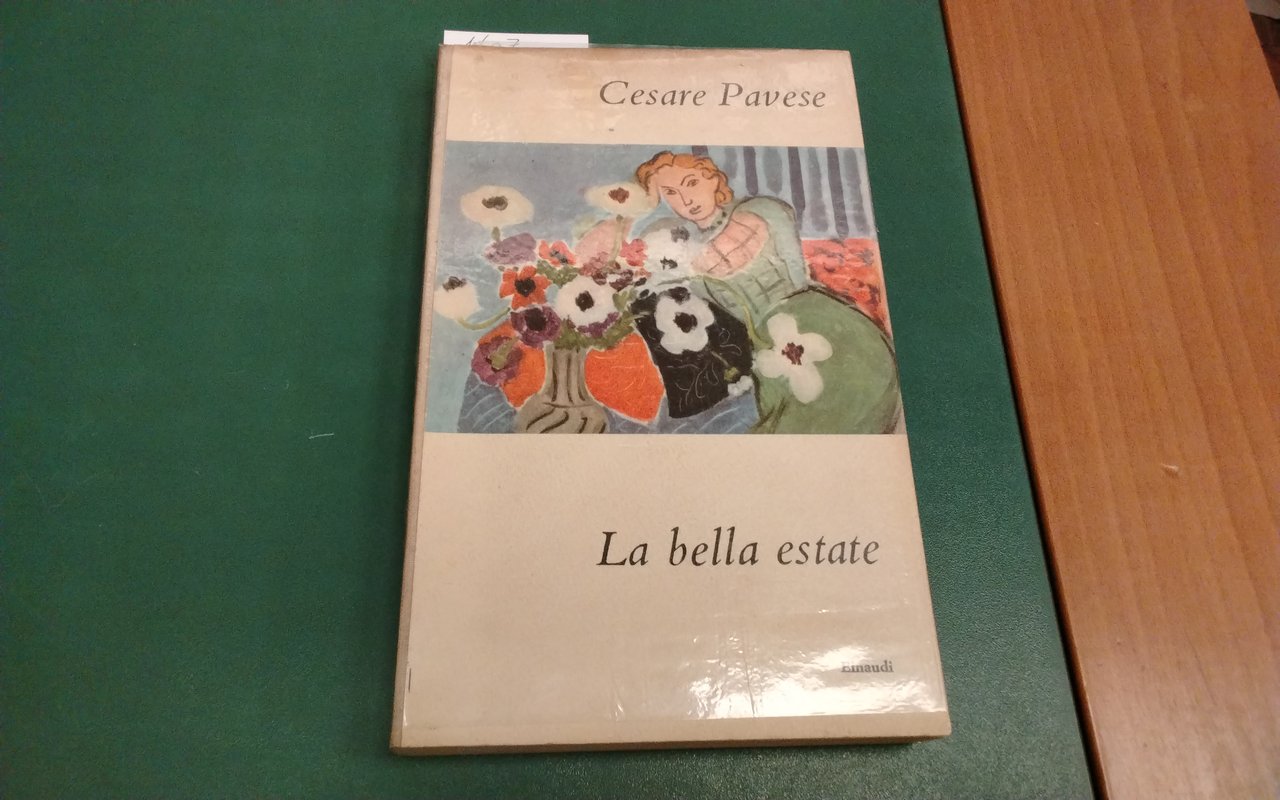 Cesare Pavese
La bella estate
Einaudi